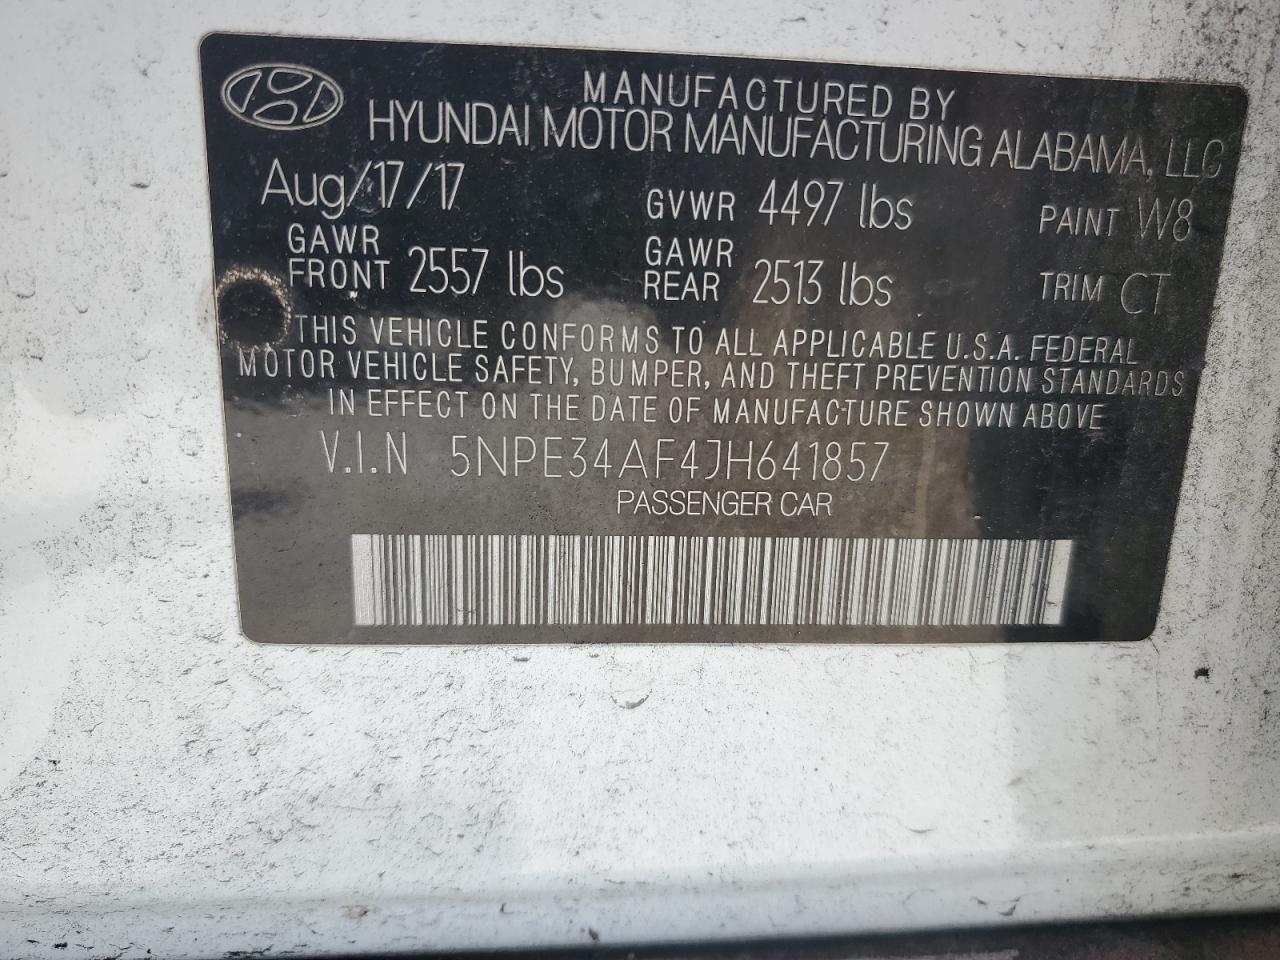 MANUFACTURED BY
HYUNDAI MOTOR MANUFACTURING ALABAMA, LLC
Aug/17/17 GVWR 4497 lbs PAINT W8
GAWR FRONT 2557 lbs GAWR REAR 2513 lbs TRIM CT
THIS VEHICLE CONFORMS TO ALL APPLICABLE U.S.A. FEDERAL
MOTOR VEHICLE SAFETY, BUMPER, AND THEFT PREVENTION STANDARDS
IN EFFECT ON THE DATE OF MANUFACTURE SHOWN ABOVE
V.I.N 5NPE34AF4JH641857
PASSENGER CAR